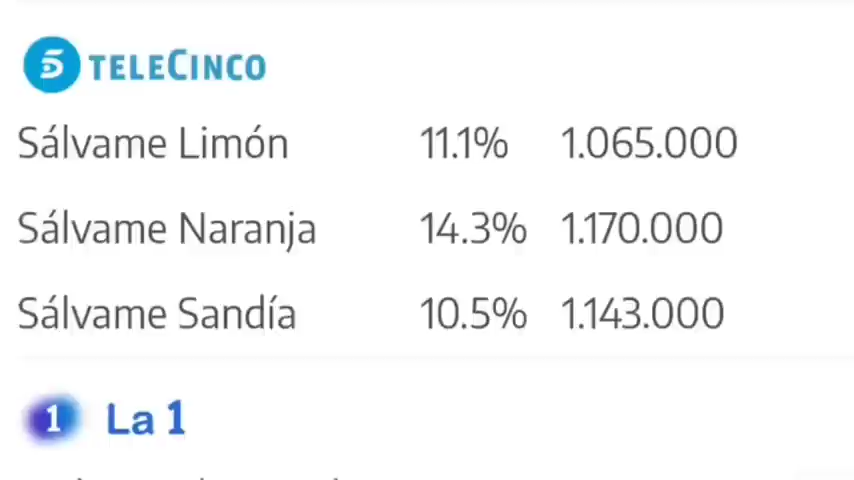 5 TELECINCO
Sálvame Limón 11.1% 1.065.000
Sálvame Naranja 14.3% 1.170.000
Sálvame Sandía 10.5% 1.143.000
1 La 1